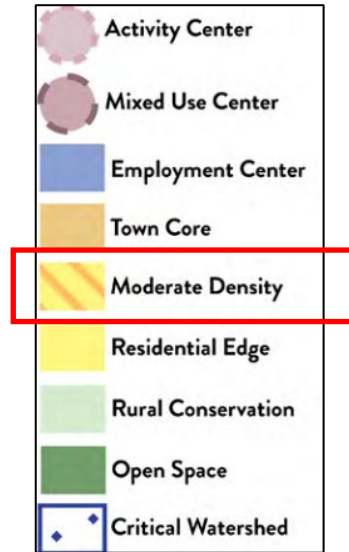 Activity Center
Mixed Use Center
Employment Center
Town Core
Moderate Density
Residential Edge
Rural Conservation
Open Space
Critical Watershed